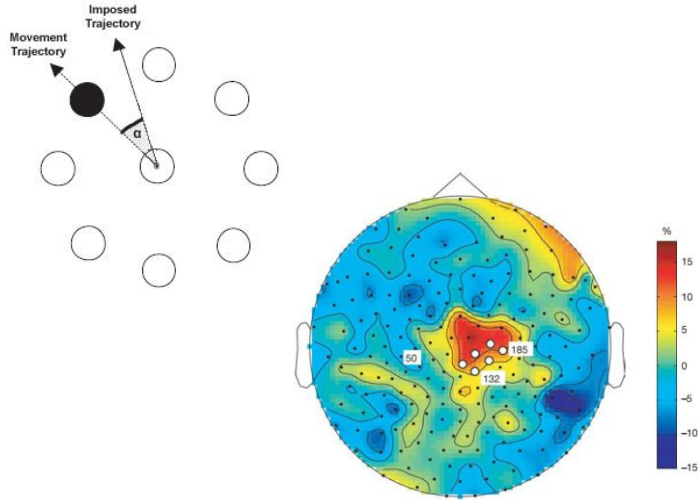 Imposed
Trajectory
Movement
Trajectory
α
%
15
10
5
0
−5
−10
−15
50
185
132